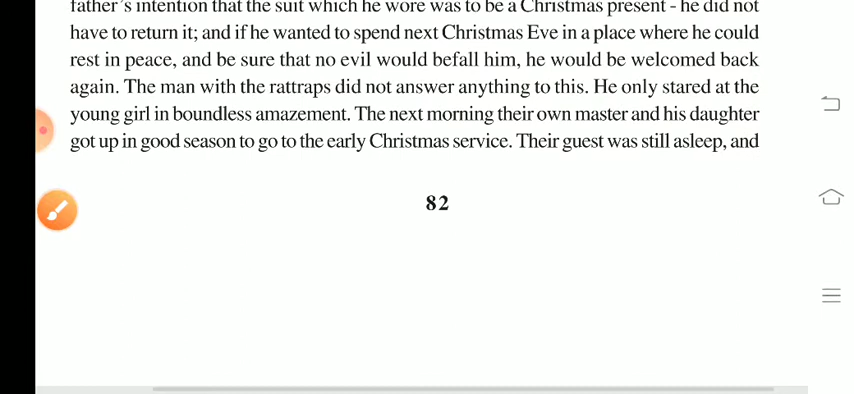 father's intention that the suit which he wore was to be a Christmas present - he did not
have to return it; and if he wanted to spend next Christmas Eve in a place where he could
rest in peace, and be sure that no evil would befall him, he would be welcomed back
again. The man with the rattraps did not answer anything to this. He only stared at the
young girl in boundless amazement. The next morning their own master and his daughter
got up in good season to go to the early Christmas service. Their guest was still asleep, and
82